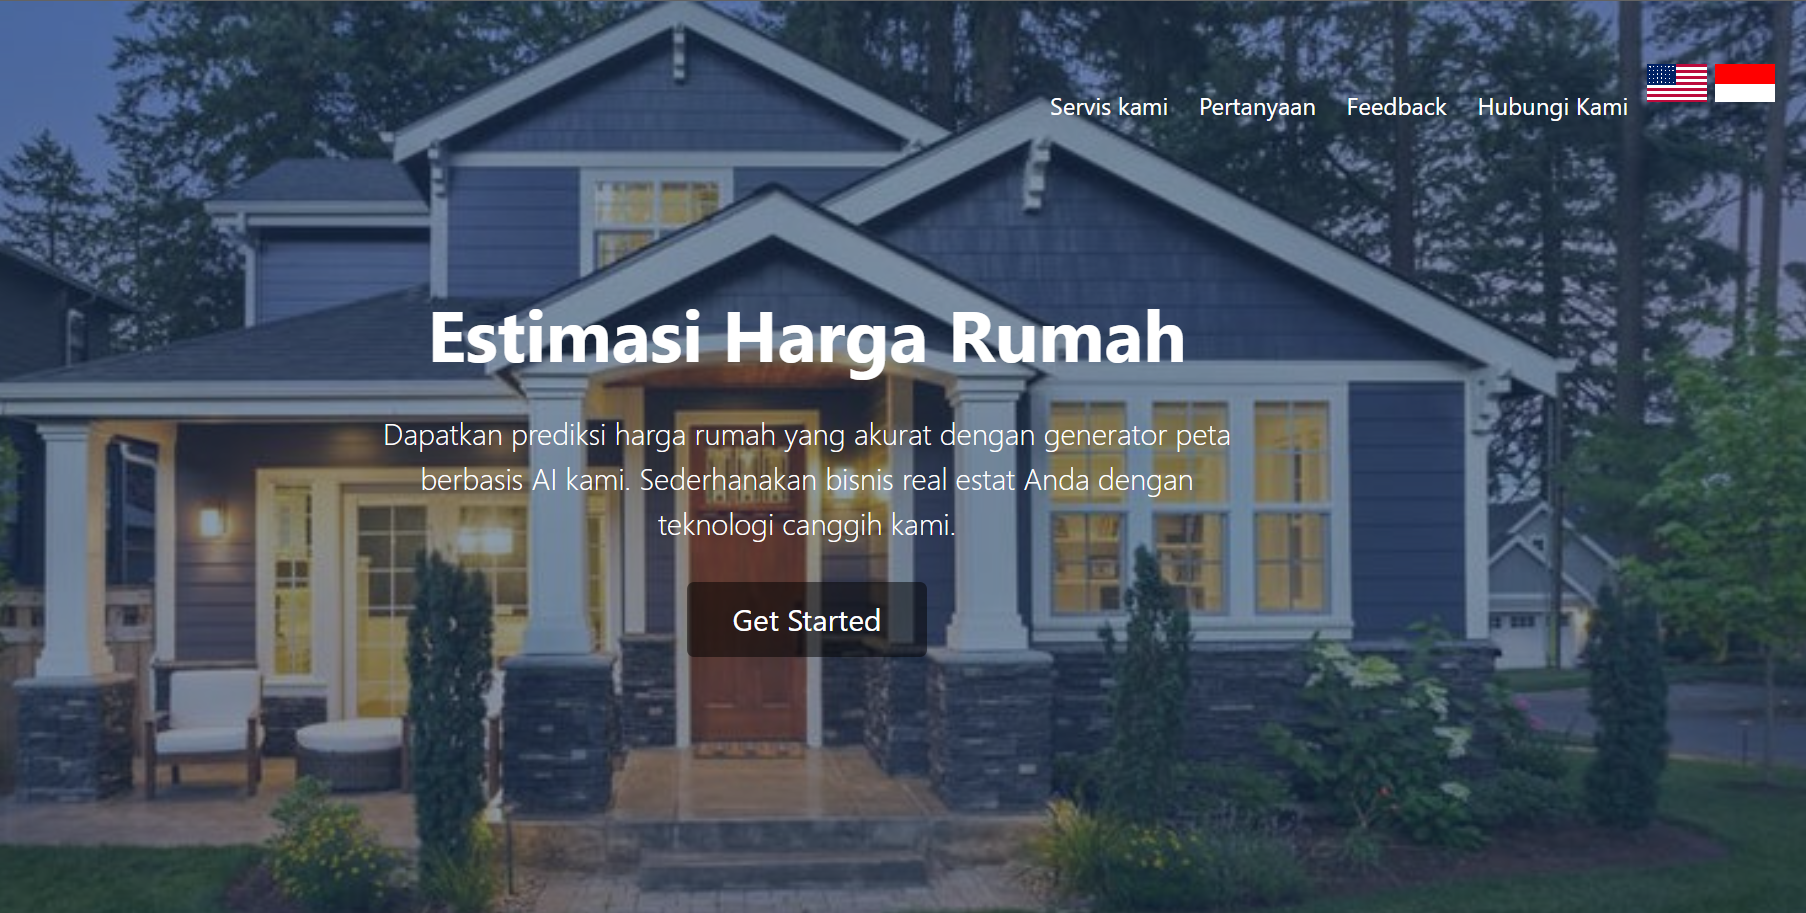 Servis kami Pertanyaan Feedback Hubungi Kami
Estimasi Harga Rumah
Dapatkan prediksi harga rumah yang akurat dengan generator peta
berbasis AI kami. Sederhanakan bisnis real estat Anda dengan
teknologi canggih kami.
Get Started